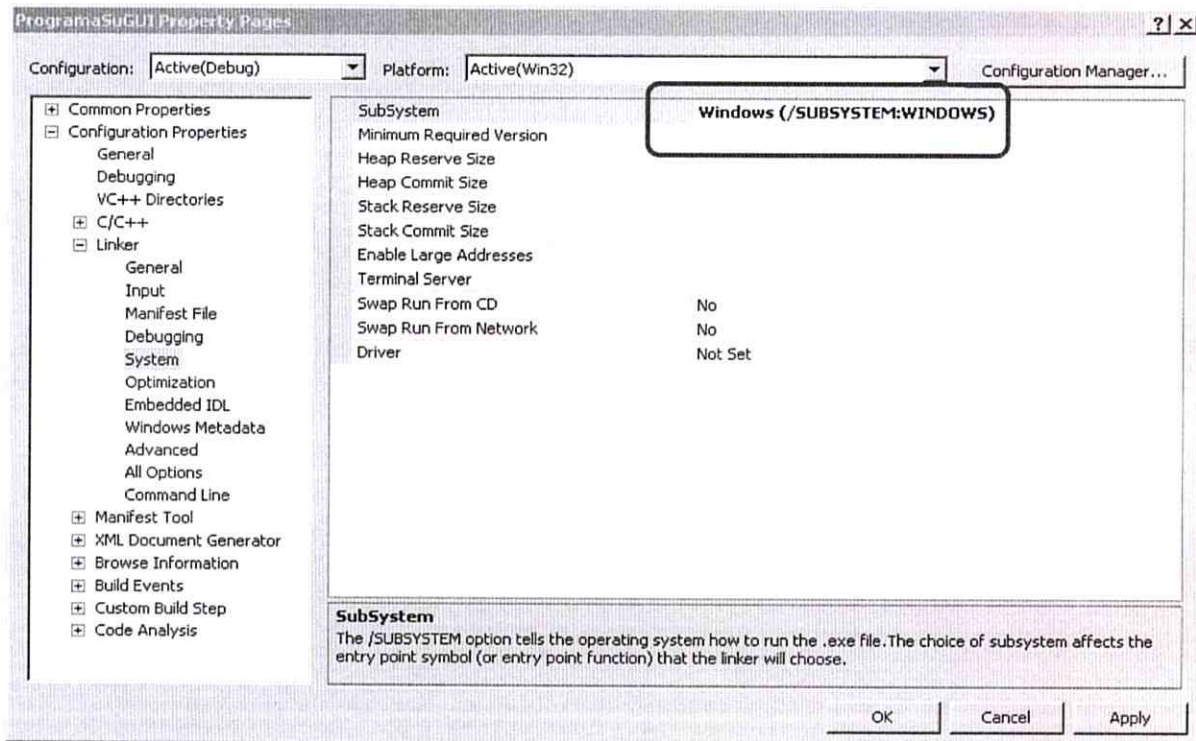 ProgramaSuGUI Property Pages
? ×
Configuration: Active(Debug) Platform: Active(Win32) Configuration Manager...
Common Properties
Configuration Properties
General
Debugging
VC++ Directories
C/C++
Linker
General
Input
Manifest File
Debugging
System
Optimization
Embedded IDL
Windows Metadata
Advanced
All Options
Command Line
Manifest Tool
XML Document Generator
Browse Information
Build Events
Custom Build Step
Code Analysis
SubSystem Windows (/SUBSYSTEM:WINDOWS)
Minimum Required Version
Heap Reserve Size
Heap Commit Size
Stack Reserve Size
Stack Commit Size
Enable Large Addresses
Terminal Server
Swap Run From CD No
Swap Run From Network No
Driver Not Set
SubSystem
The /SUBSYSTEM option tells the operating system how to run the .exe file.The choice of subsystem affects the
entry point symbol (or entry point function) that the linker will choose.
OK Cancel Apply